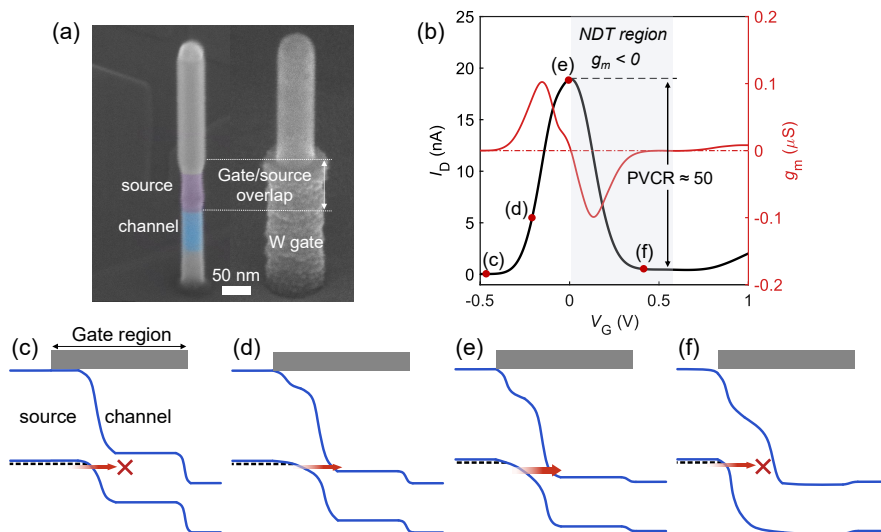 (a)
source
channel
Gate/source
overlap
W gate
50 nm
(b)
25
20
15
10
5
0
I_D (nA)
-0.5
0
0.5
1
V_G (V)
0.2
0.1
0
-0.1
-0.2
g_m (μS)
NDT region
g_m < 0
(e)
PVCR ≈ 50
(d)
(c)
(f)
(c)
Gate region
source
channel
(d)
(e)
(f)